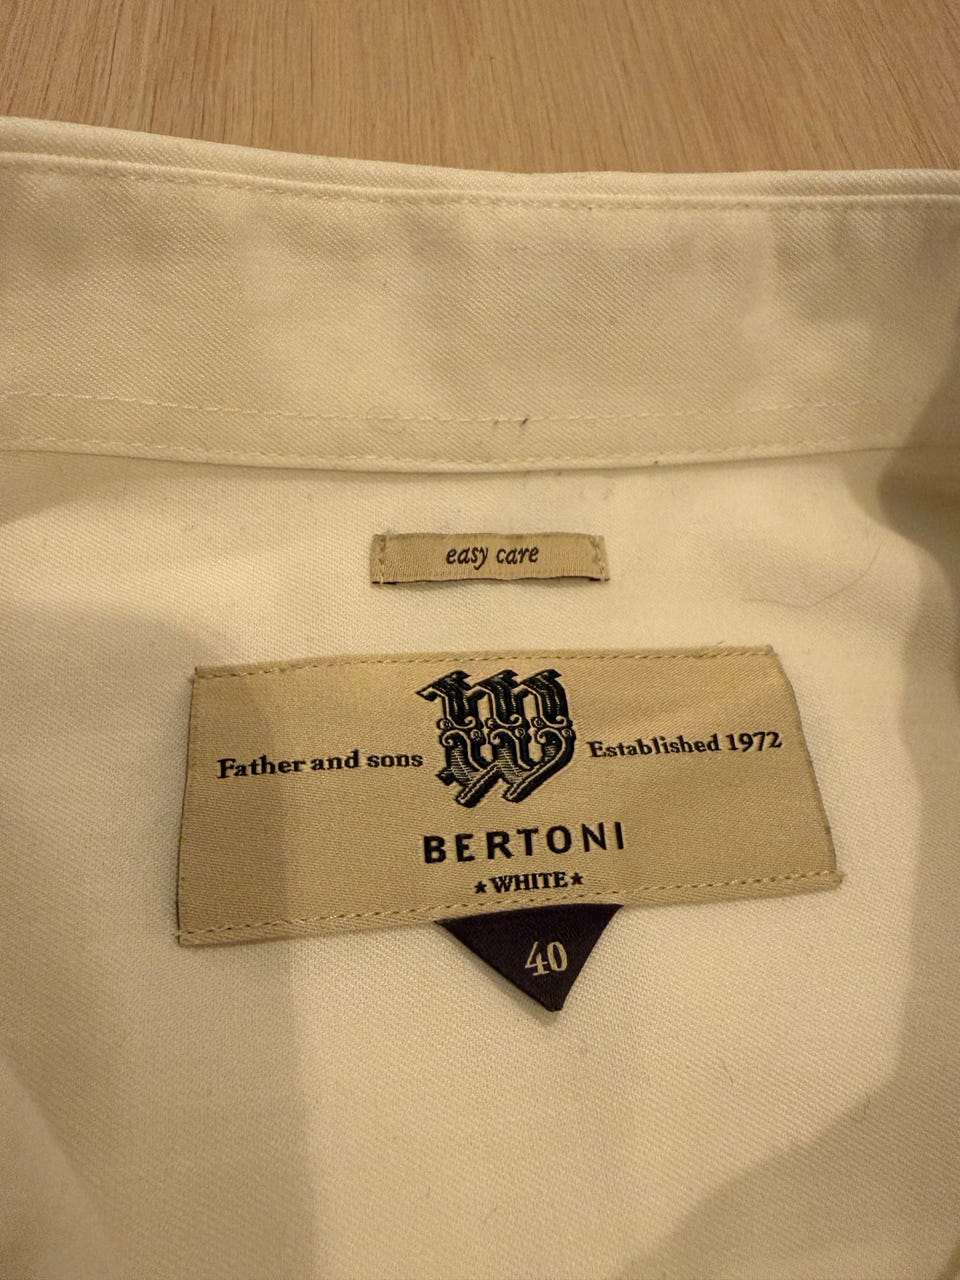 easy care
Father and sons
Established 1972
BERTONI
★WHITE★
40